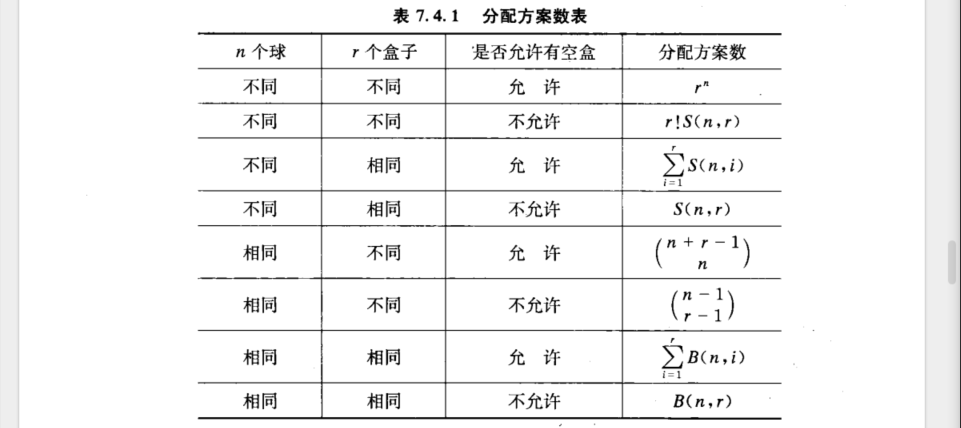 表 7.4.1 分配方案数表
n 个球 r 个盒子 是否允许有空盒 分配方案数
不同 不同 允 许 rⁿ
不同 不同 不允许 r!S(n,r)
不同 相同 允 许 \sum_{i=1}^{r} S(n,i)
不同 相同 不允许 S(n,r)
相同 不同 允 许 \binom{n+r-1}{n}
相同 不同 不允许 \binom{n-1}{r-1}
相同 相同 允 许 \sum_{i=1}^{r} B(n,i)
相同 相同 不允许 B(n,r)